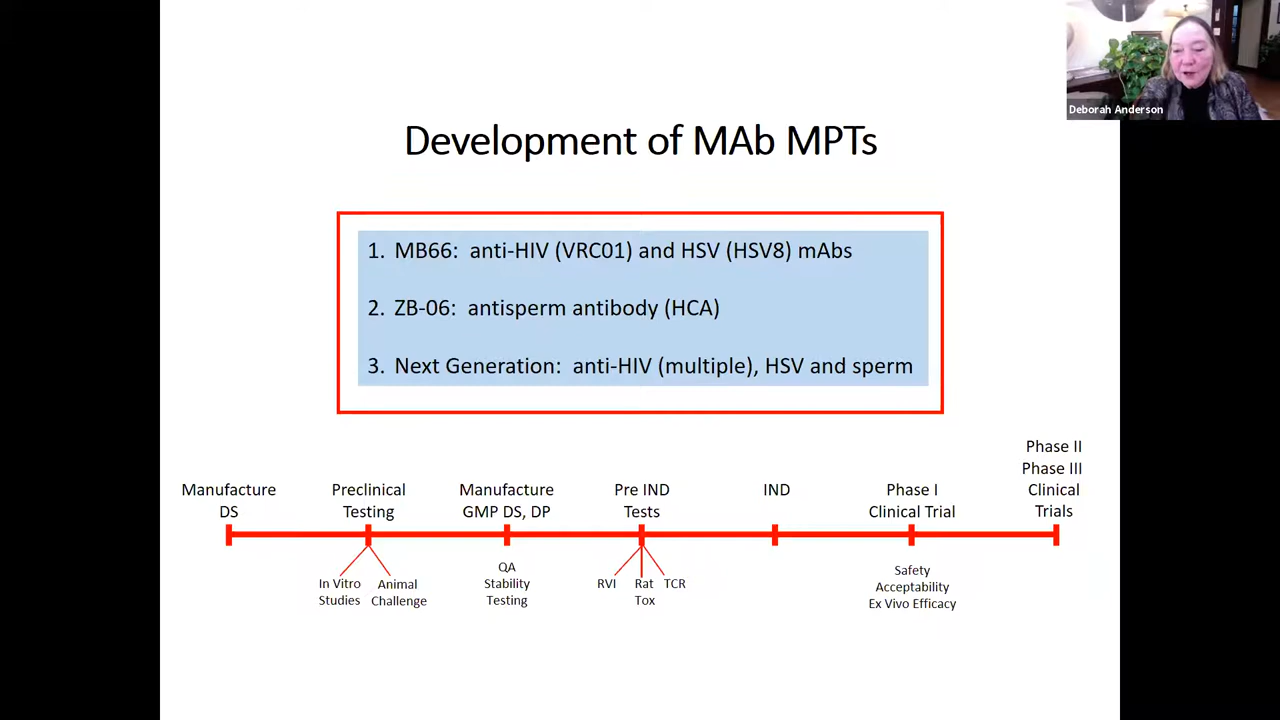 Deborah Anderson
Development of MAb MPTs
1. MB66: anti-HIV (VRC01) and HSV (HSV8) mAbs
2. ZB-06: antisperm antibody (HCA)
3. Next Generation: anti-HIV (multiple), HSV and sperm
Manufacture
DS
Preclinical
Testing
Manufacture
GMP DS, DP
Pre IND
Tests
IND
Phase I
Clinical Trial
Phase II
Phase III
Clinical
Trials
In Vitro
Studies
Animal
Challenge
QA
Stability
Testing
RVI
Rat
Tox
TCR
Safety
Acceptability
Ex Vivo Efficacy